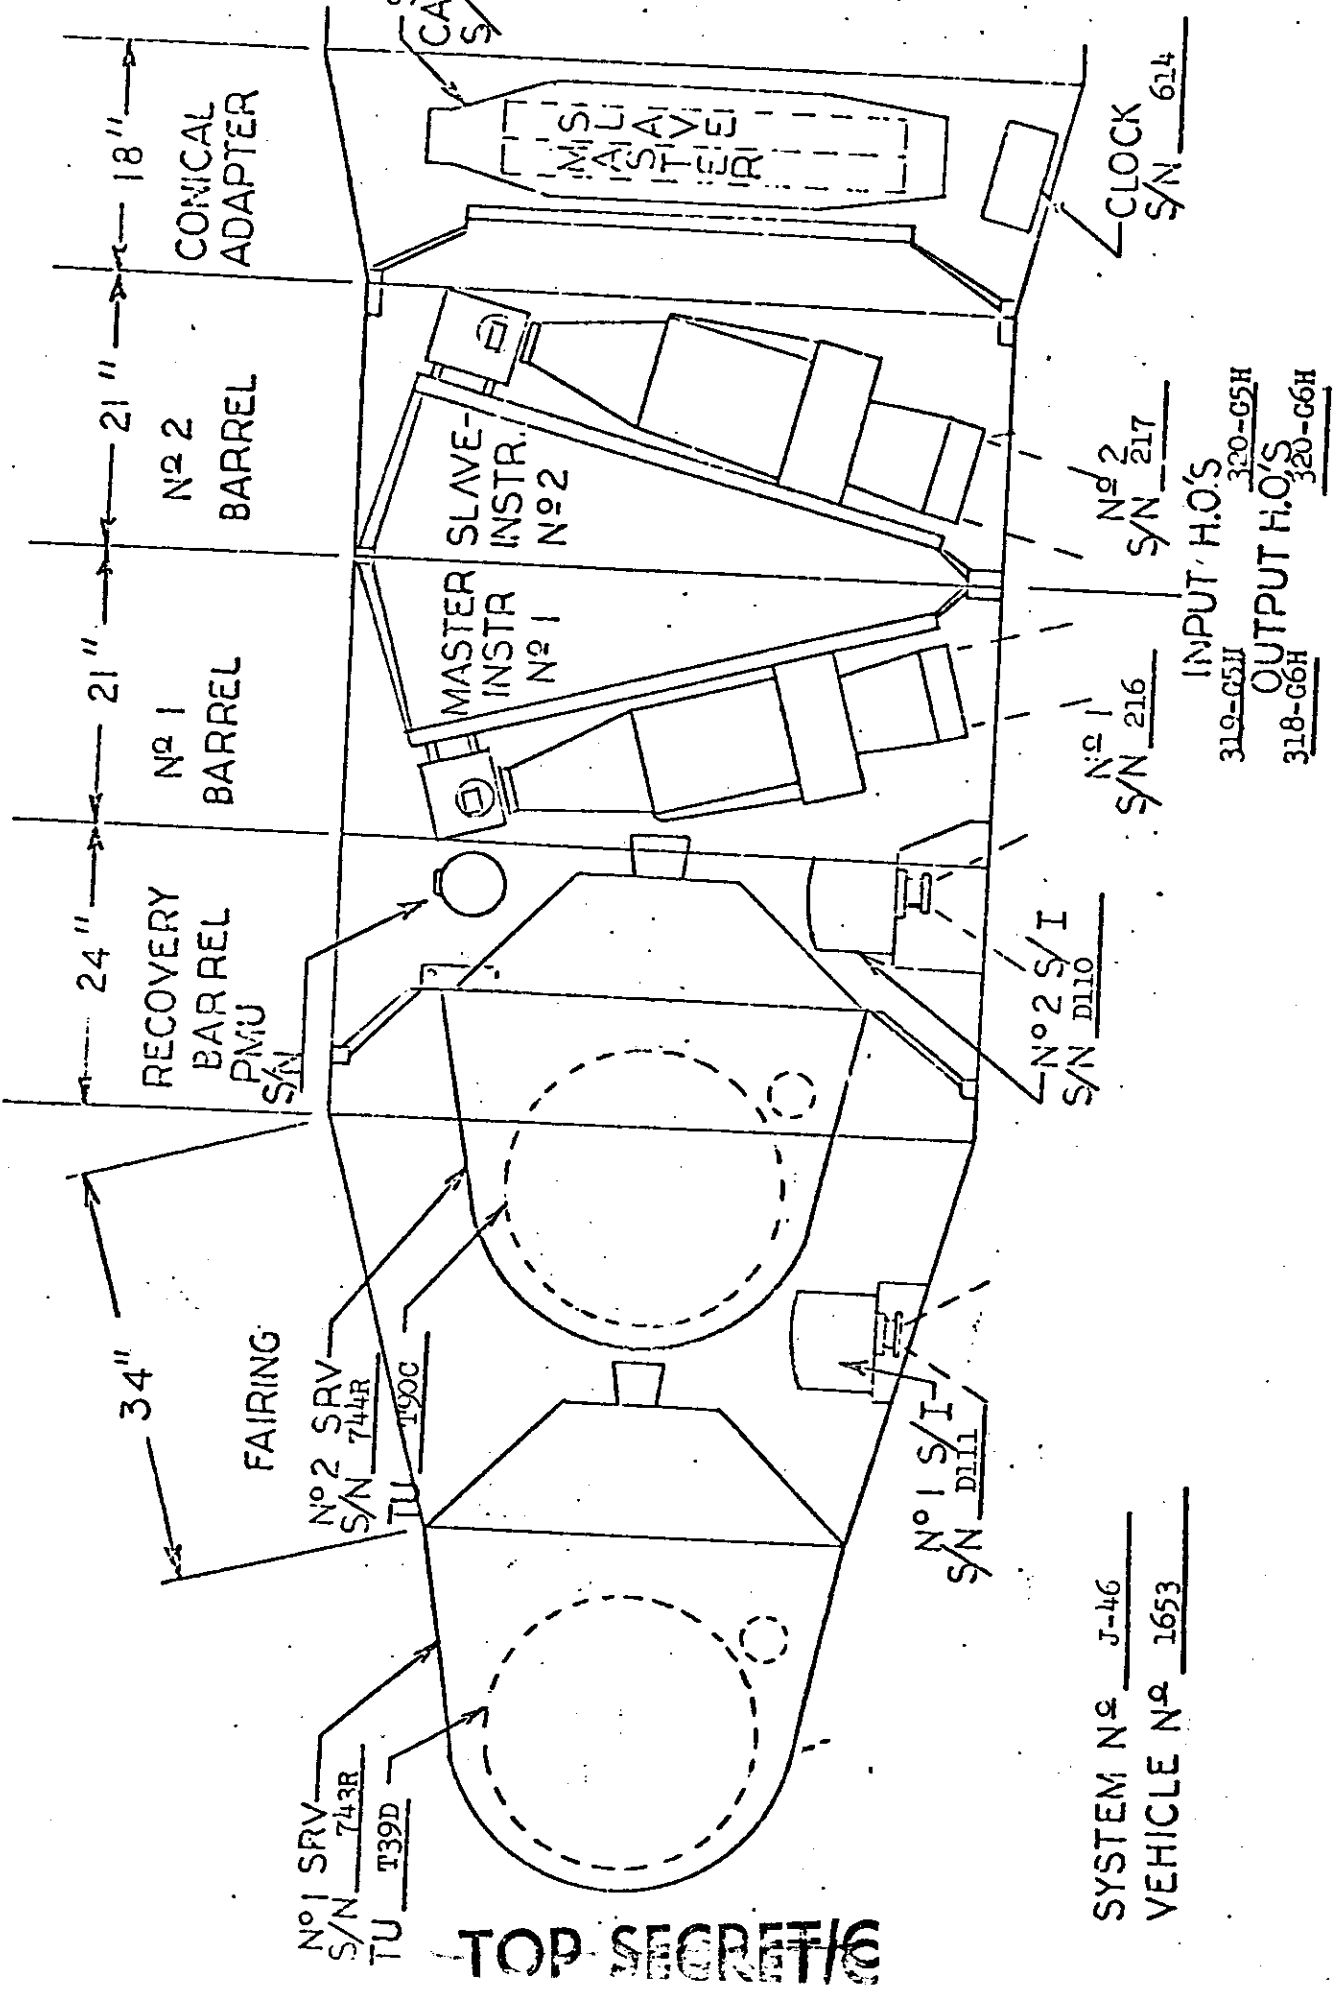 TOP SECRET/C
34"
24"
21"
21"
18"
FAIRING
RECOVERY
BARREL
PMU
S/N
Nº 1
BARREL
Nº 2
BARREL
CONICAL
ADAPTER
CA
S
Nº 1 SRV
S/N 743R
TU T39D
Nº 2 SRV
S/N 744R
TU T90C
MASTER
INSTR
Nº 1
SLAVE
INSTR.
Nº 2
MASTER
SLAVE
Nº 1 S/I
S/N D111
Nº 2 S/I
S/N D110
Nº 1
S/N 216
Nº 2
S/N 217
CLOCK
S/N 614
INPUT H.O'S
319-G5H 320-G5H
OUTPUT H.O'S
318-G6H 320-G6H
SYSTEM Nº J-46
VEHICLE Nº 1653